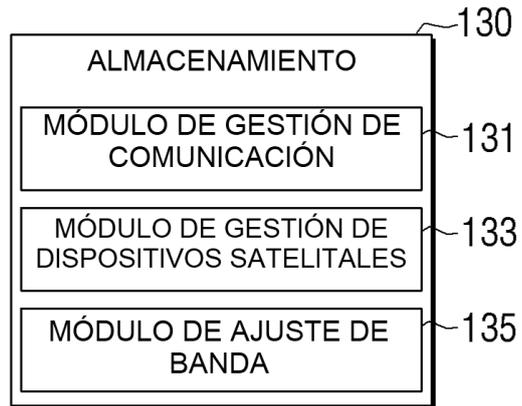 130
ALMACENAMIENTO
MÓDULO DE GESTIÓN DE
COMUNICACIÓN
131
MÓDULO DE GESTIÓN DE
DISPOSITIVOS SATELITALES
133
MÓDULO DE AJUSTE DE
BANDA
135